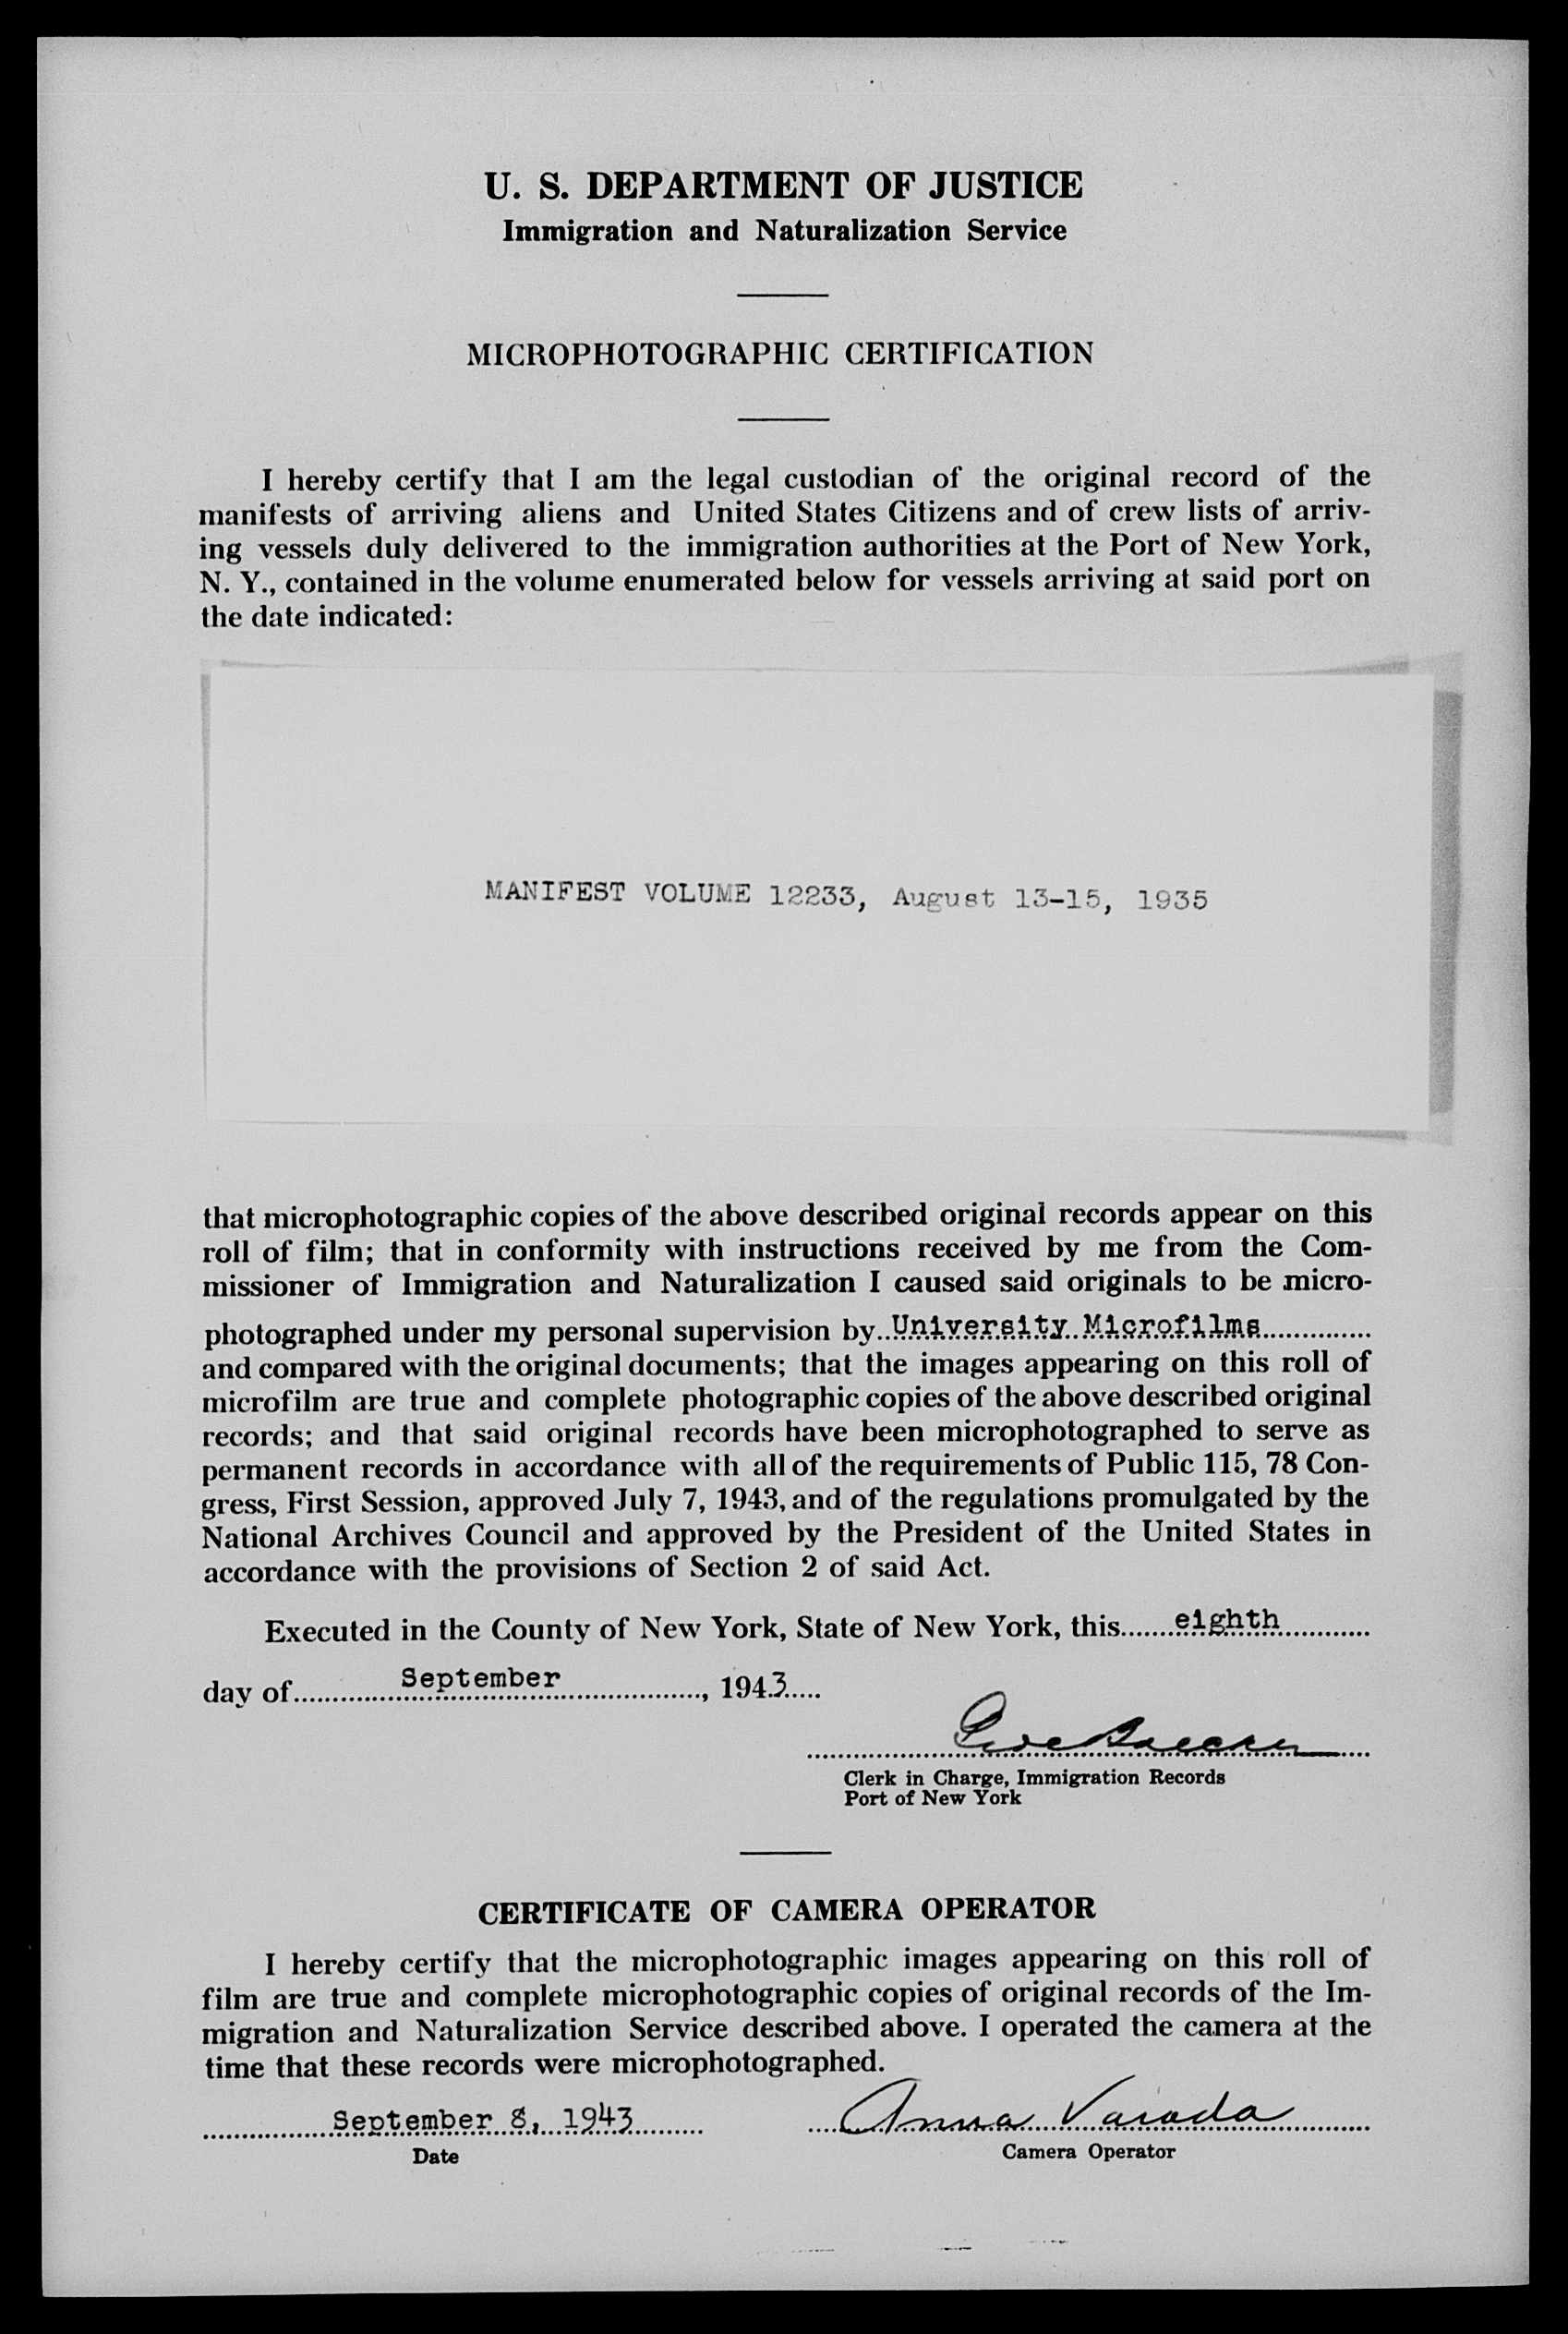 U. S. DEPARTMENT OF JUSTICE
Immigration and Naturalization Service
MICROPHOTOGRAPHIC CERTIFICATION
I hereby certify that I am the legal custodian of the original record of the
manifests of arriving aliens and United States Citizens and of crew lists of arriv-
ing vessels duly delivered to the immigration authorities at the Port of New York,
N. Y., contained in the volume enumerated below for vessels arriving at said port on
the date indicated:
MANIFEST VOLUME 12233, August 13-15, 1935
that microphotographic copies of the above described original records appear on this
roll of film; that in conformity with instructions received by me from the Com-
missioner of Immigration and Naturalization I caused said originals to be micro-
photographed under my personal supervision by University Microfilms
and compared with the original documents; that the images appearing on this roll of
microfilm are true and complete photographic copies of the above described original
records; and that said original records have been microphotographed to serve as
permanent records in accordance with all of the requirements of Public 115, 78 Con-
gress, First Session, approved July 7, 1943, and of the regulations promulgated by the
National Archives Council and approved by the President of the United States in
accordance with the provisions of Section 2 of said Act.
Executed in the County of New York, State of New York, this eighth
day of September, 1943
Clerk in Charge, Immigration Records
Port of New York
CERTIFICATE OF CAMERA OPERATOR
I hereby certify that the microphotographic images appearing on this roll of
film are true and complete microphotographic copies of original records of the Im-
migration and Naturalization Service described above. I operated the camera at the
time that these records were microphotographed.
September 8, 1943 Anna Varada
Date Camera Operator